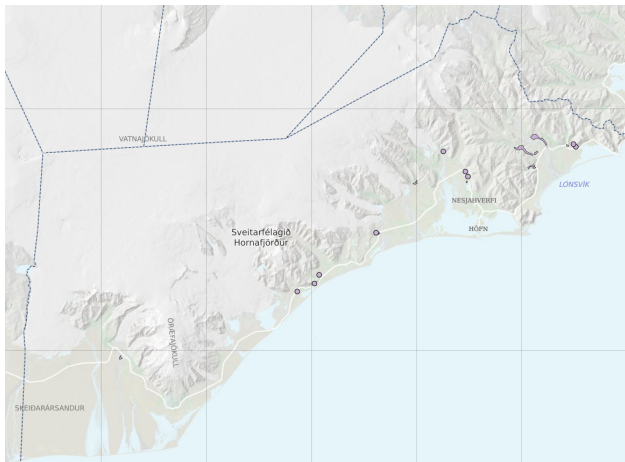 VATNAJÖKULL
LÓNSVÍK
NESJAHVERFI
HÖFN
Sveitarfélagið
Hornafjörður
ÖRÆFAJÖKULL
SKEIÐARÁRSANDUR